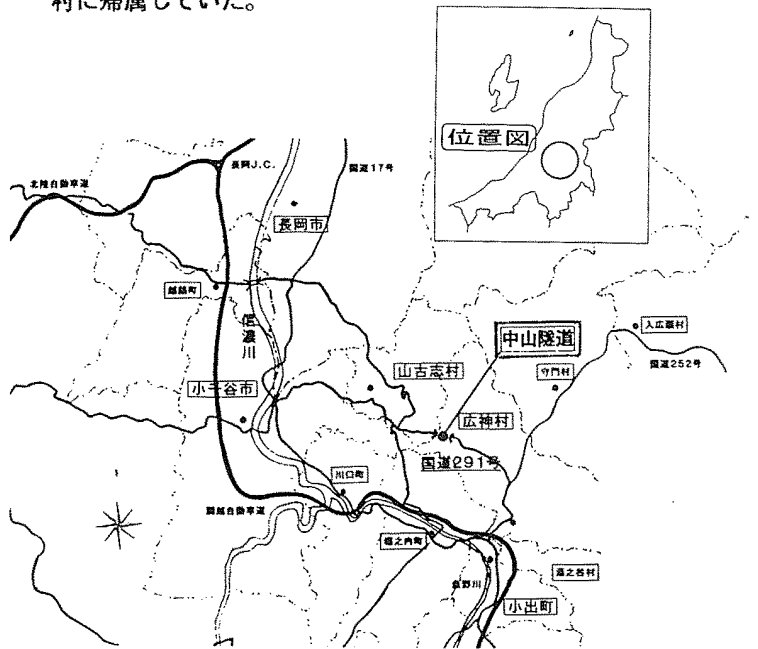 村に帰属していた。
位置図
長岡J.C.
国道17号
北陸自動車道
長岡市
越路町
信濃川
中山隧道
入広瀬村
国道252号
山古志村
守門村
小千谷市
広神村
国道291号
川口町
関越自動車道
堀之内町
魚野川
湯之谷村
小出町